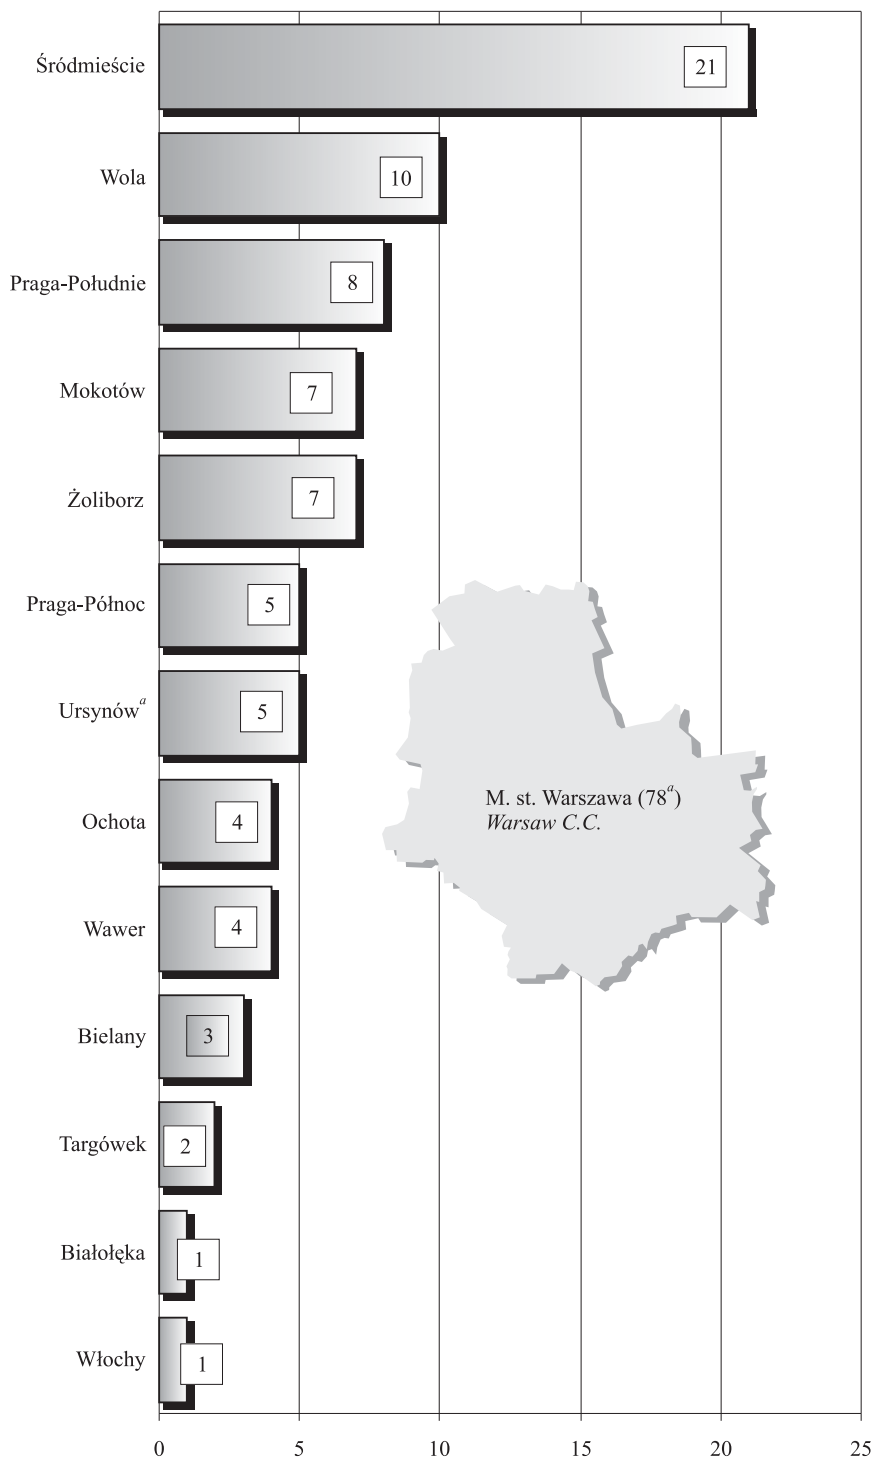 Śródmieście 21
Wola 10
Praga-Południe 8
Mokotów 7
Żoliborz 7
Praga-Północ 5
Ursynówᵃ 5
Ochota 4
M. st. Warszawa (78ᵃ)
Warsaw C.C.
Wawer 4
Bielany 3
Targówek 2
Białołęka 1
Włochy 1
0 5 10 15 20 25